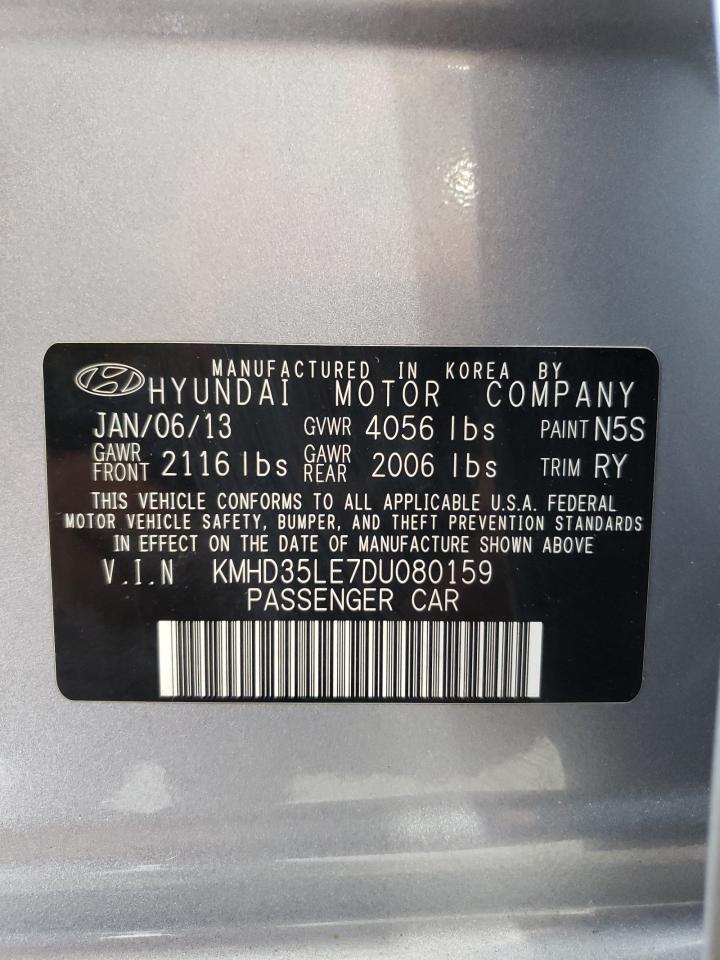 MANUFACTURED IN KOREA BY
HYUNDAI MOTOR COMPANY
JAN/06/13 GVWR 4056 lbs PAINT N5S
GAWR FRONT 2116 lbs GAWR REAR 2006 lbs TRIM RY
THIS VEHICLE CONFORMS TO ALL APPLICABLE U.S.A. FEDERAL
MOTOR VEHICLE SAFETY, BUMPER, AND THEFT PREVENTION STANDARDS
IN EFFECT ON THE DATE OF MANUFACTURE SHOWN ABOVE
V.I.N KMHD35LE7DU080159
PASSENGER CAR